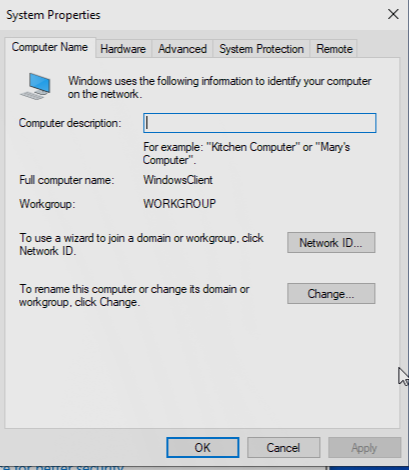 System Properties
Computer Name Hardware Advanced System Protection Remote
Windows uses the following information to identify your computer
on the network.
Computer description:
For example: "Kitchen Computer" or "Mary's
Computer".
Full computer name: WindowsClient
Workgroup: WORKGROUP
To use a wizard to join a domain or workgroup, click
Network ID.
Network ID...
To rename this computer or change its domain or
workgroup, click Change.
Change...
OK Cancel Apply
for better security